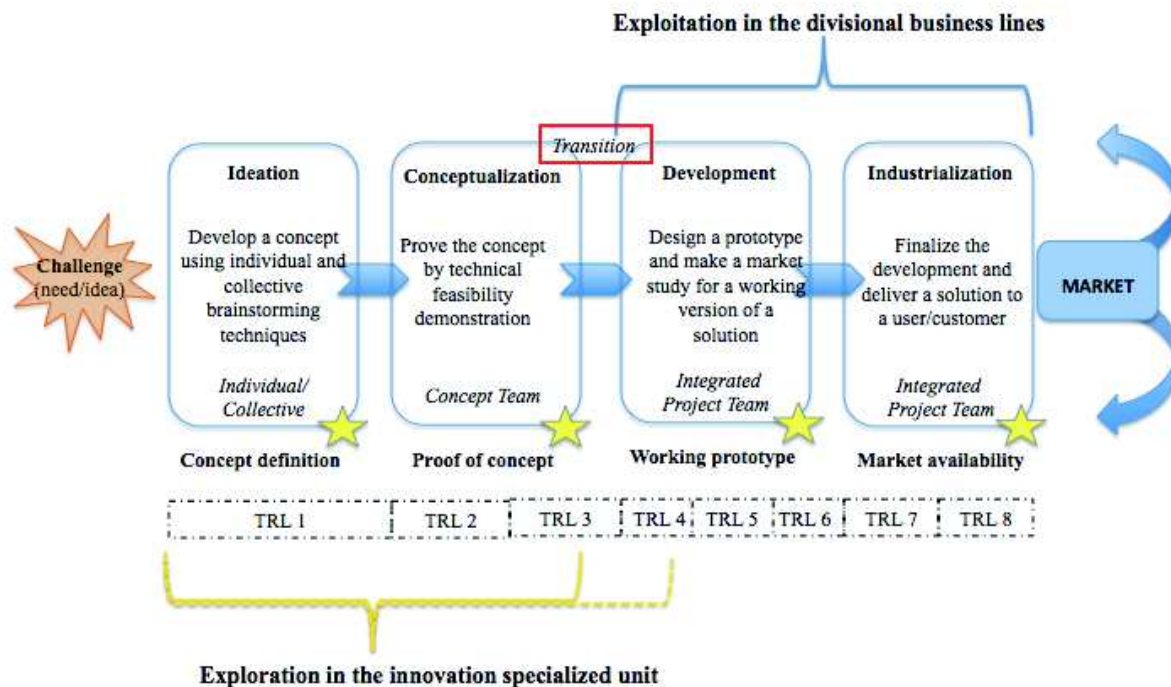 Exploitation in the divisional business lines
Transition
Challenge
(need/idea)
Ideation
Develop a concept
using individual and
collective
brainstorming
techniques
Individual/
Collective
Conceptualization
Prove the concept
by technical
feasibility
demonstration
Concept Team
Development
Design a prototype
and make a market
study for a working
version of a
solution
Integrated
Project Team
Industrialization
Finalize the
development and
deliver a solution to
a user/customer
Integrated
Project Team
MARKET
Concept definition
Proof of concept
Working prototype
Market availability
TRL 1
TRL 2
TRL 3
TRL 4
TRL 5
TRL 6
TRL 7
TRL 8
Exploration in the innovation specialized unit